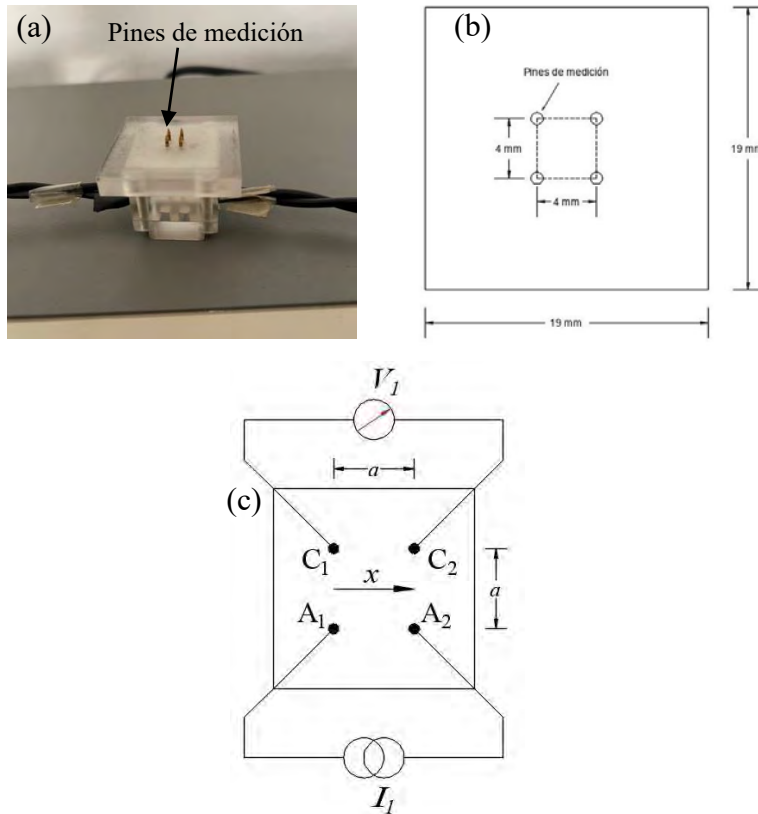 (a)
Pines de medición
(b)
Pines de medición
4 mm
4 mm
19 mm
19 mm
V₁
a
(c)
C₁
C₂
x
a
A₁
A₂
I₁